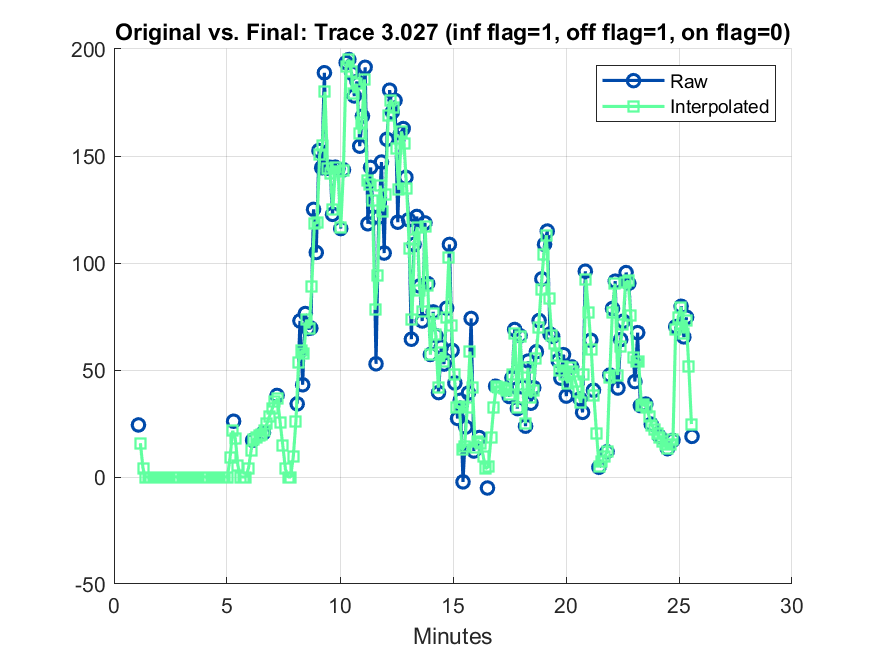 Original vs. Final: Trace 3.027 (inf flag=1, off flag=1, on flag=0)
200
150
100
50
0
-50
0 5 10 15 20 25 30
Minutes
Raw
Interpolated